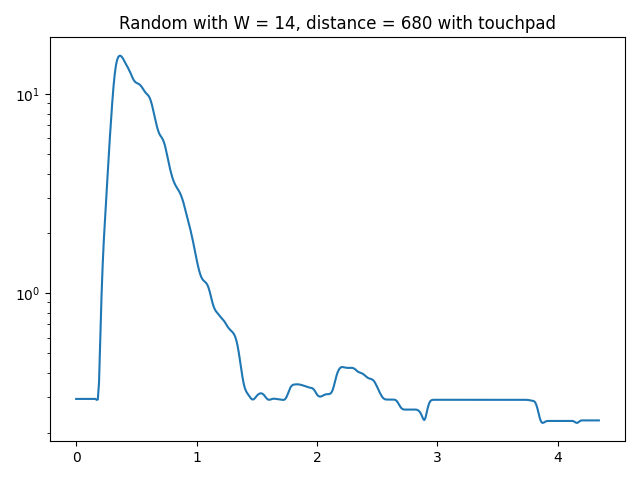 Random with W = 14, distance = 680 with touchpad
10¹
10⁰
0 1 2 3 4